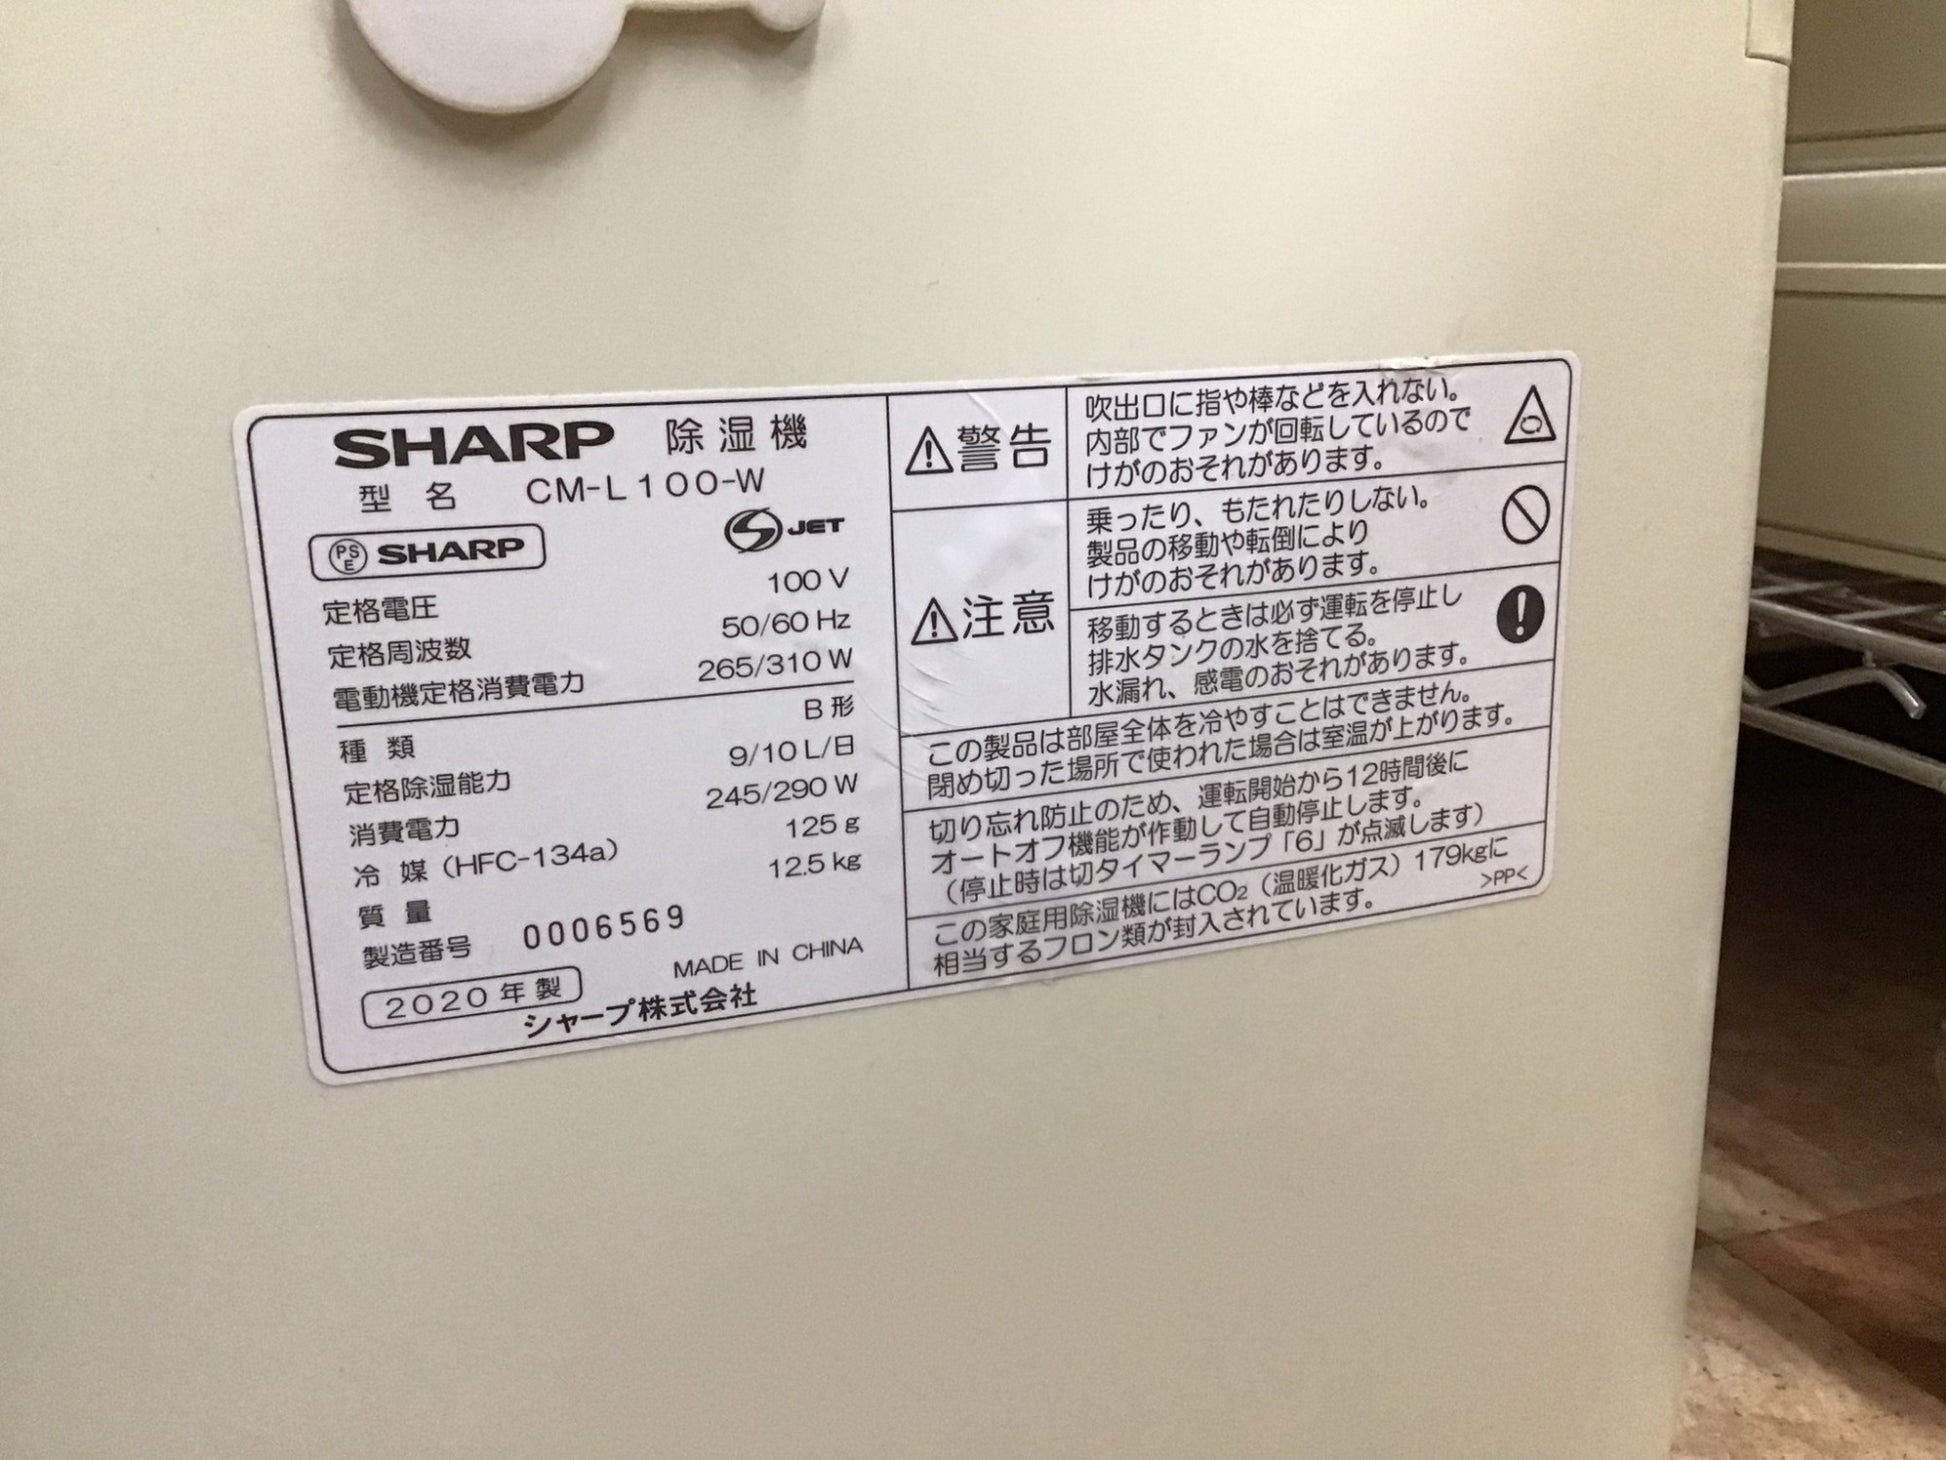 SHARP 除湿機
型名 CM-L100-W
PSE SHARP
JET
定格電圧 100V
定格周波数 50/60Hz
電動機定格消費電力 265/310W
種類 B形
定格除湿能力 9/10L/日
消費電力 245/290W
冷媒(HFC-134a) 125g
質量 12.5kg
製造番号 0006569
2020年製
MADE IN CHINA
シャープ株式会社
警告
吹出口に指や棒などを入れない。
内部でファンが回転しているので
けがのおそれがあります。
注意
乗ったり、もたれたりしない。
製品の移動や転倒により
けがのおそれがあります。
移動するときは必ず運転を停止し
排水タンクの水を捨てる。
水漏れ、感電のおそれがあります。
この製品は部屋全体を冷やすことはできません。
閉め切った場所で使われた場合は室温が上がります。
切り忘れ防止のため、運転開始から12時間後に
オートオフ機能が作動して自動停止します。
(停止時は切タイマーランプ「6」が点滅します)
この家庭用除湿機にはCO₂(温暖化ガス)179kgに
相当するフロン類が封入されています。
>PP<